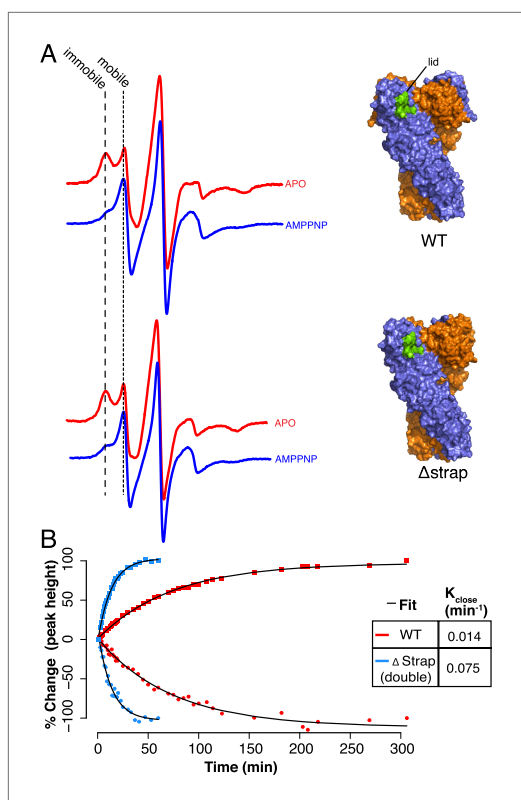 A
immobile
mobile
lid
APO
AMPPNP
WT
APO
AMPPNP
Δstrap
B
% Change (peak height)
100
50
0
−50
−100
0 50 100 150 200 250 300
Time (min)
– Fit
K close (min⁻¹)
WT 0.014
Δ Strap (double) 0.075